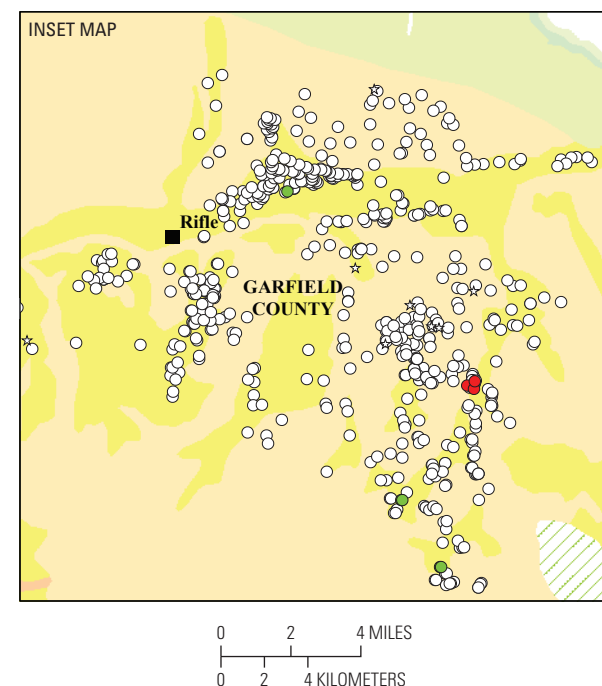 INSET MAP
Rifle
GARFIELD
COUNTY
0 2 4 MILES
0 2 4 KILOMETERS